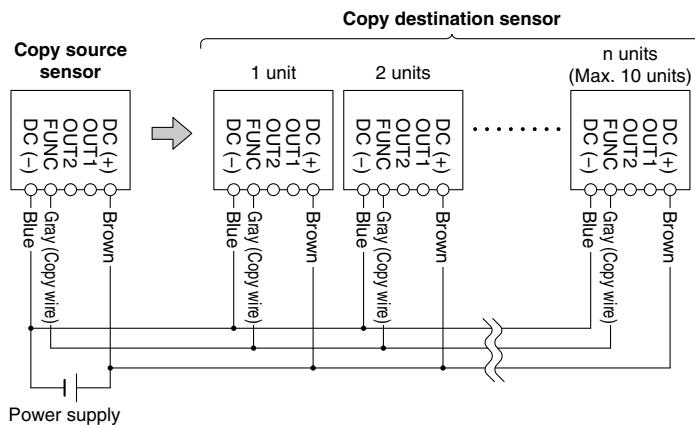 Copy destination sensor
Copy source
sensor
1 unit
2 units
n units
(Max. 10 units)
DC (−)
FUNC
OUT2
OUT1
DC (+)
DC (−)
FUNC
OUT2
OUT1
DC (+)
DC (−)
FUNC
OUT2
OUT1
DC (+)
DC (−)
FUNC
OUT2
OUT1
DC (+)
Blue
Gray (Copy wire)
Brown
Blue
Gray (Copy wire)
Brown
Blue
Gray (Copy wire)
Brown
Blue
Gray (Copy wire)
Brown
Power supply